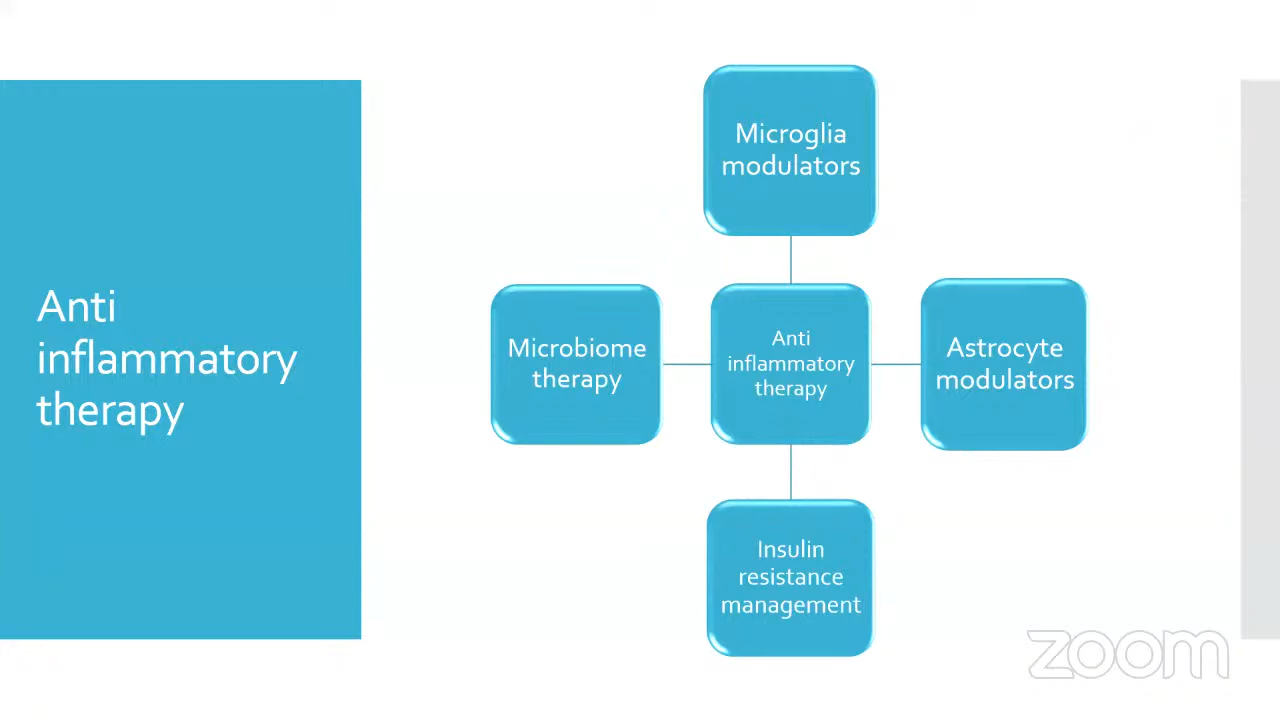 Anti
inflammatory
therapy
Microglia
modulators
Microbiome
therapy
Anti
inflammatory
therapy
Astrocyte
modulators
Insulin
resistance
management
zoom